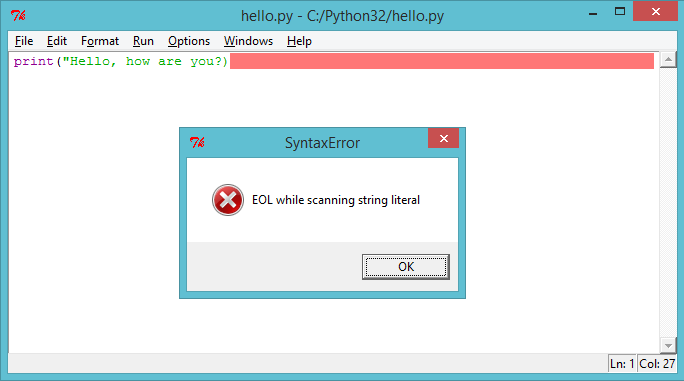 hello.py - C:/Python32/hello.py
File Edit Format Run Options Windows Help
print("Hello, how are you?)
SyntaxError
EOL while scanning string literal
OK
Ln: 1 Col: 27